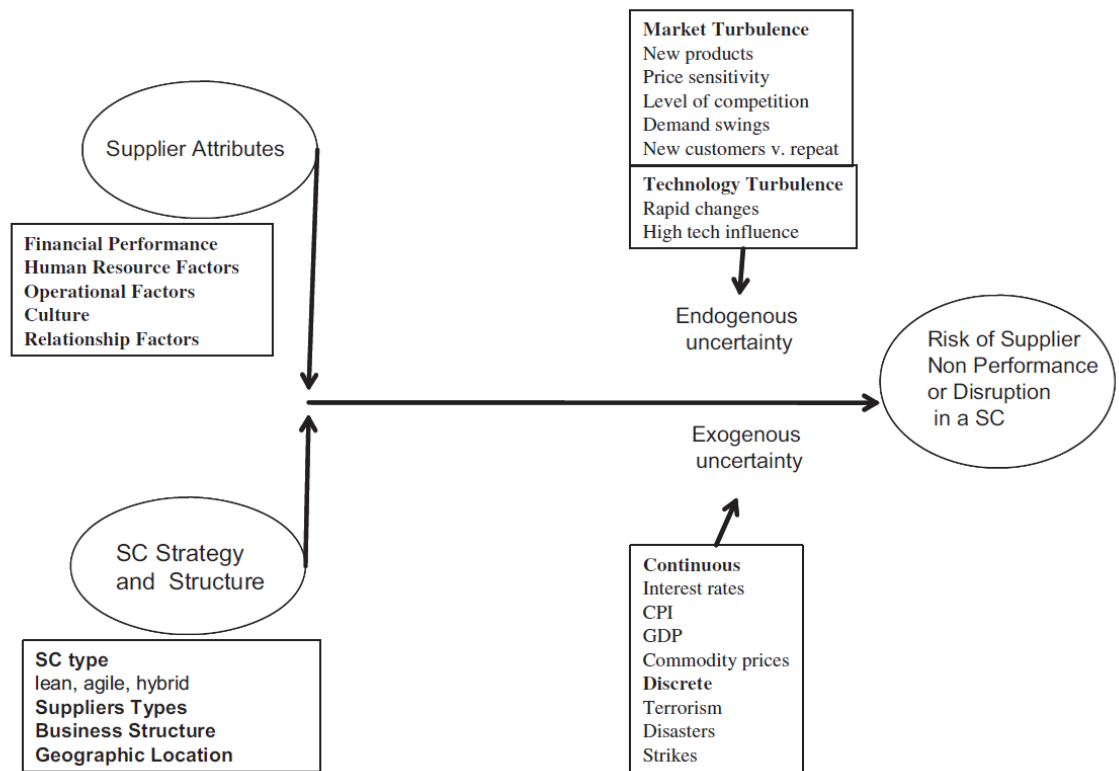 Supplier Attributes
Financial Performance
Human Resource Factors
Operational Factors
Culture
Relationship Factors
SC Strategy
and Structure
SC type
lean, agile, hybrid
Suppliers Types
Business Structure
Geographic Location
Market Turbulence
New products
Price sensitivity
Level of competition
Demand swings
New customers v. repeat
Technology Turbulence
Rapid changes
High tech influence
Endogenous
uncertainty
Exogenous
uncertainty
Continuous
Interest rates
CPI
GDP
Commodity prices
Discrete
Terrorism
Disasters
Strikes
Risk of Supplier
Non Performance
or Disruption
in a SC